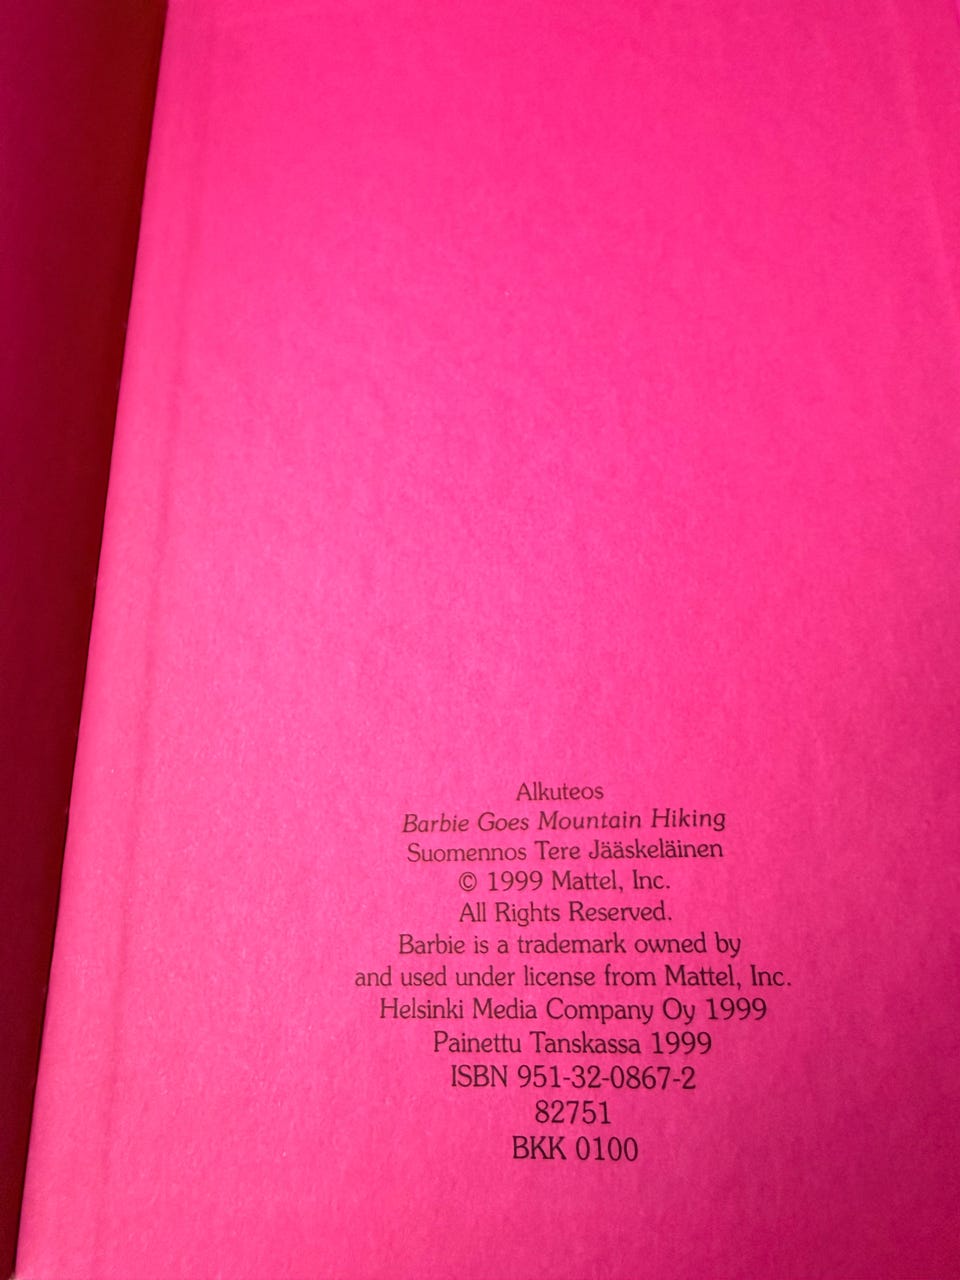 Alkuteos
Barbie Goes Mountain Hiking
Suomennos Tere Jääskeläinen
© 1999 Mattel, Inc.
All Rights Reserved.
Barbie is a trademark owned by
and used under license from Mattel, Inc.
Helsinki Media Company Oy 1999
Painettu Tanskassa 1999
ISBN 951-32-0867-2
82751
BKK 0100